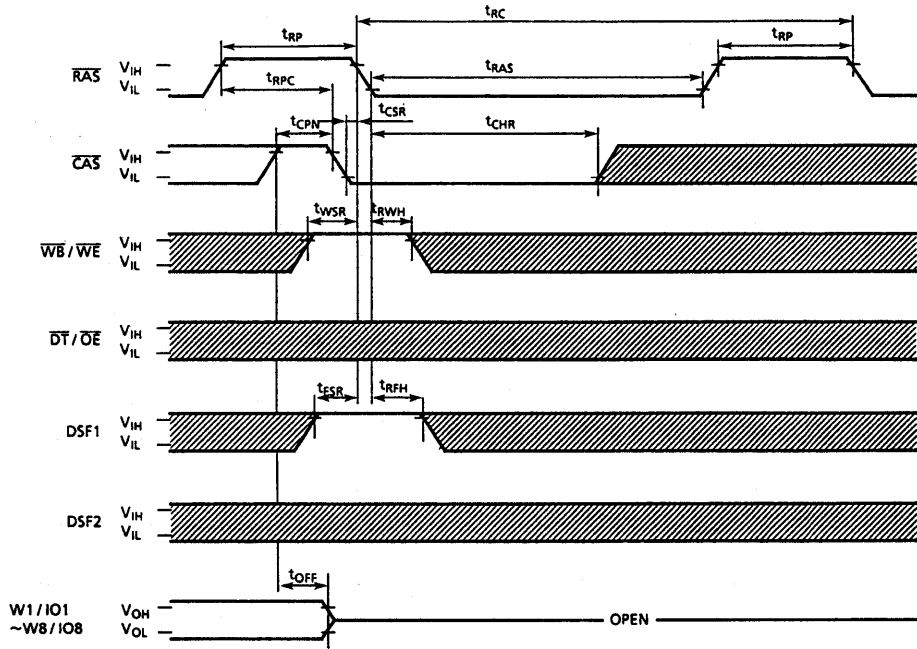 tRC
tRP
tRP
RAS
VIH
VIL
tRAS
tRPC
tCSR
tCPN
tCHR
CAS
VIH
VIL
tWSR
tRWH
WB / WE
VIH
VIL
DT / OE
VIH
VIL
tFSR
tRFH
DSF1
VIH
VIL
DSF2
VIH
VIL
tOFF
W1 / IO1
~W8 / IO8
VOH
VOL
OPEN